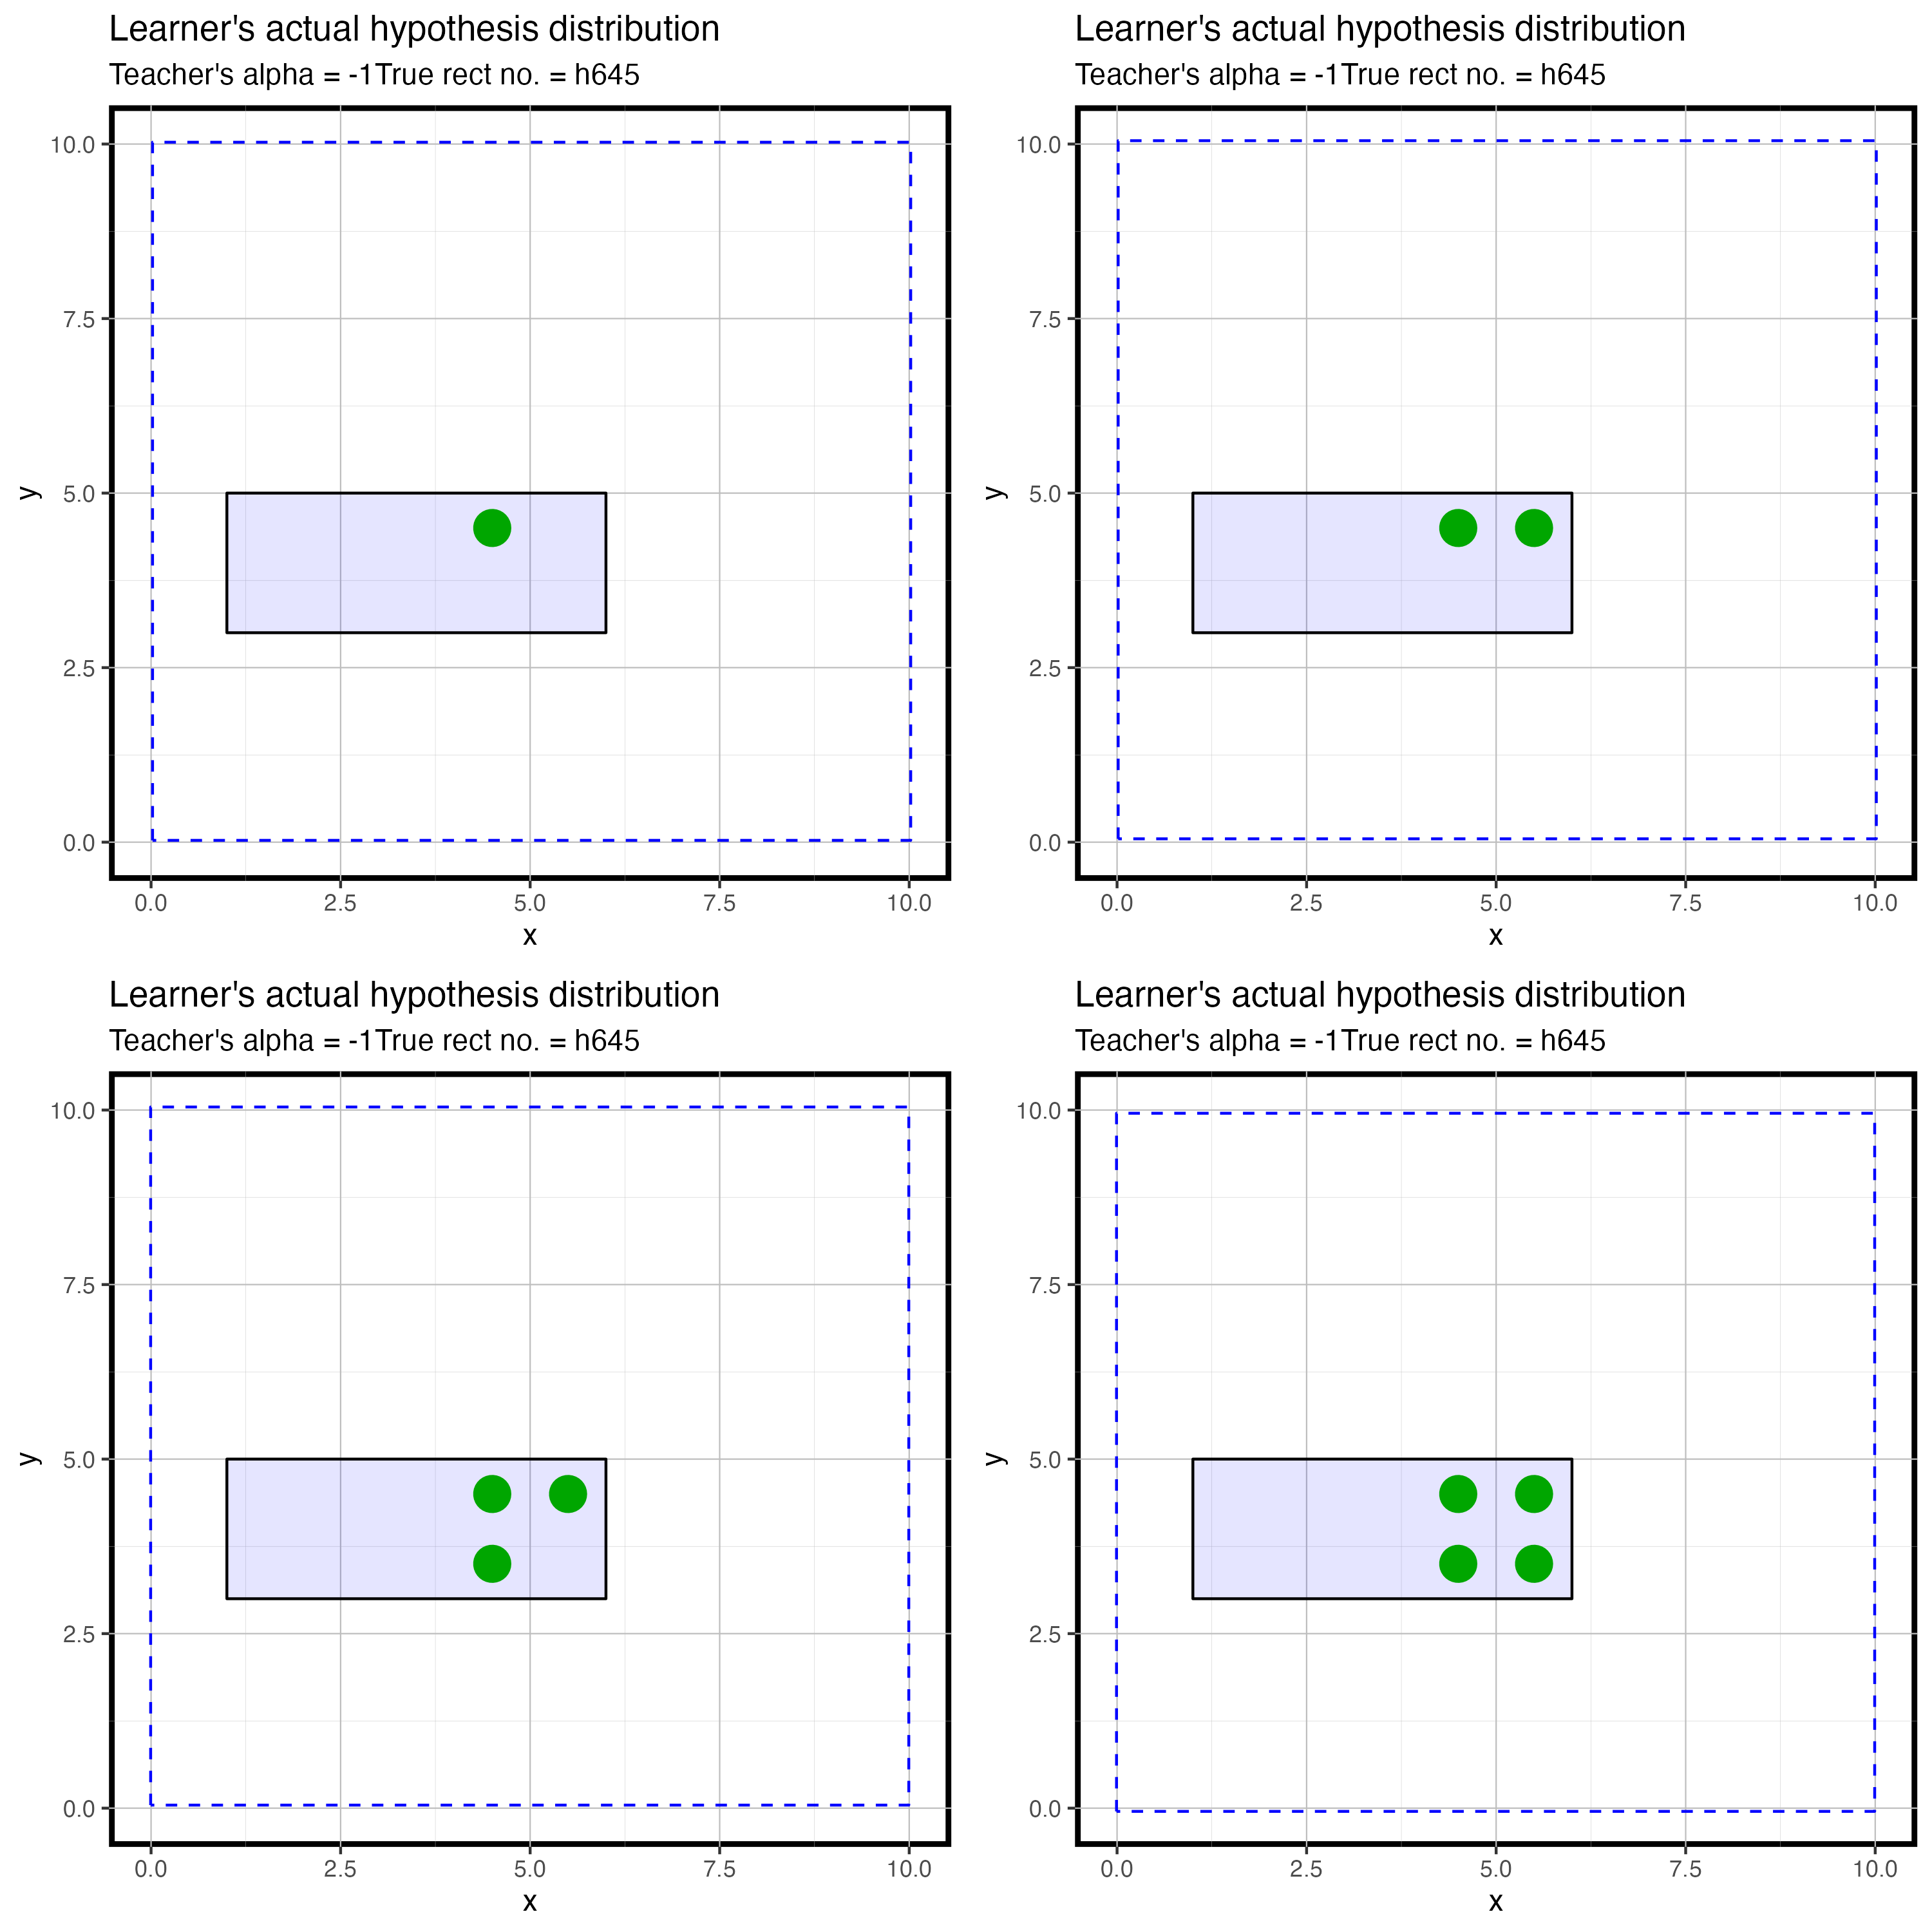 Learner's actual hypothesis distribution
Teacher's alpha = -1True rect no. = h645
10.0
7.5
5.0
2.5
0.0
y
0.0 2.5 5.0 7.5 10.0
x
Learner's actual hypothesis distribution
Teacher's alpha = -1True rect no. = h645
10.0
7.5
5.0
2.5
0.0
y
0.0 2.5 5.0 7.5 10.0
x
Learner's actual hypothesis distribution
Teacher's alpha = -1True rect no. = h645
10.0
7.5
5.0
2.5
0.0
y
0.0 2.5 5.0 7.5 10.0
x
Learner's actual hypothesis distribution
Teacher's alpha = -1True rect no. = h645
10.0
7.5
5.0
2.5
0.0
y
0.0 2.5 5.0 7.5 10.0
x